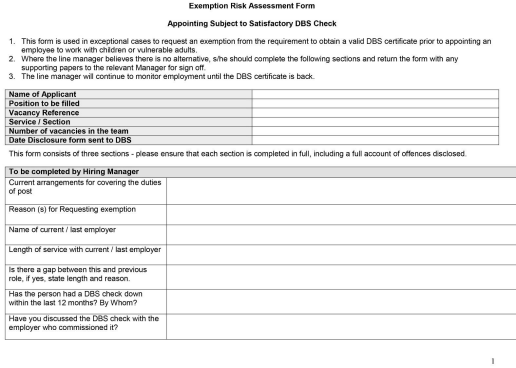 Exemption Risk Assessment Form
Appointing Subject to Satisfactory DBS Check
1. This form is used in exceptional cases to request an exemption from the requirement to obtain a valid DBS certificate prior to appointing an
employee to work with children or vulnerable adults.
2. Where the line manager believes there is no alternative, s/he should complete the following sections and return the form with any
supporting papers to the relevant Manager for sign off.
3. The line manager will continue to monitor employment until the DBS certificate is back.
Name of Applicant
Position to be filled
Vacancy Reference
Service / Section
Number of vacancies in the team
Date Disclosure form sent to DBS
This form consists of three sections - please ensure that each section is completed in full, including a full account of offences disclosed.
To be completed by Hiring Manager
Current arrangements for covering the duties
of post
Reason (s) for Requesting exemption
Name of current / last employer
Length of service with current / last employer
Is there a gap between this and previous
role, if yes, state length and reason.
Has the person had a DBS check down
within the last 12 months? By Whom?
Have you discussed the DBS check with the
employer who commissioned it?
1